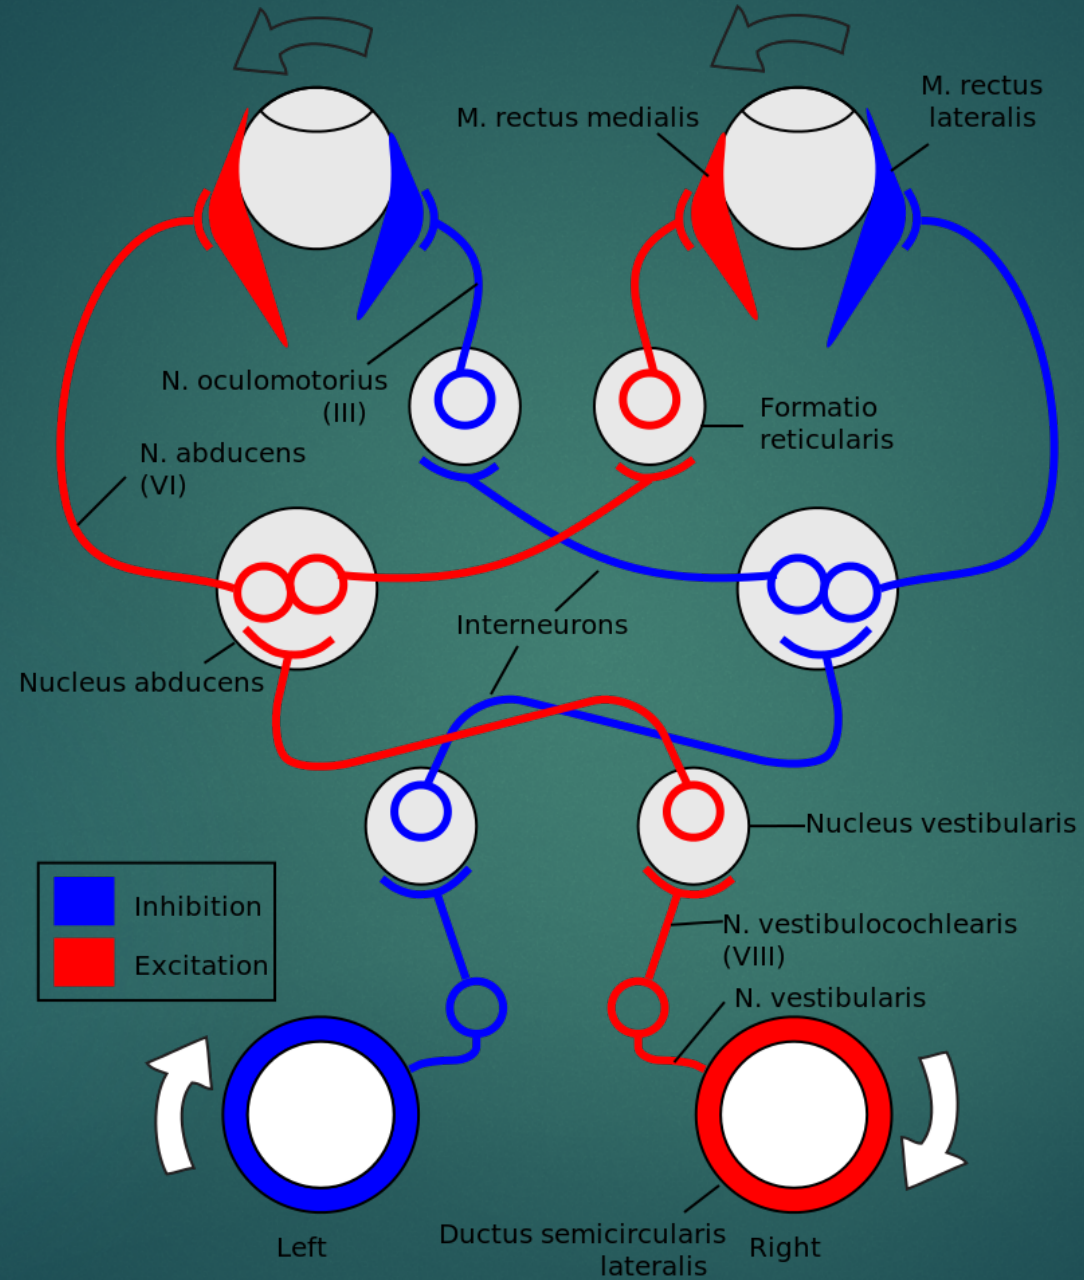 M. rectus
lateralis
M. rectus medialis
N. oculomotorius
(III)
Formatio
reticularis
N. abducens
(VI)
Interneurons
Nucleus abducens
Nucleus vestibularis
Inhibition
Excitation
N. vestibulocochlearis
(VIII)
N. vestibularis
Ductus semicircularis
lateralis
Left
Right